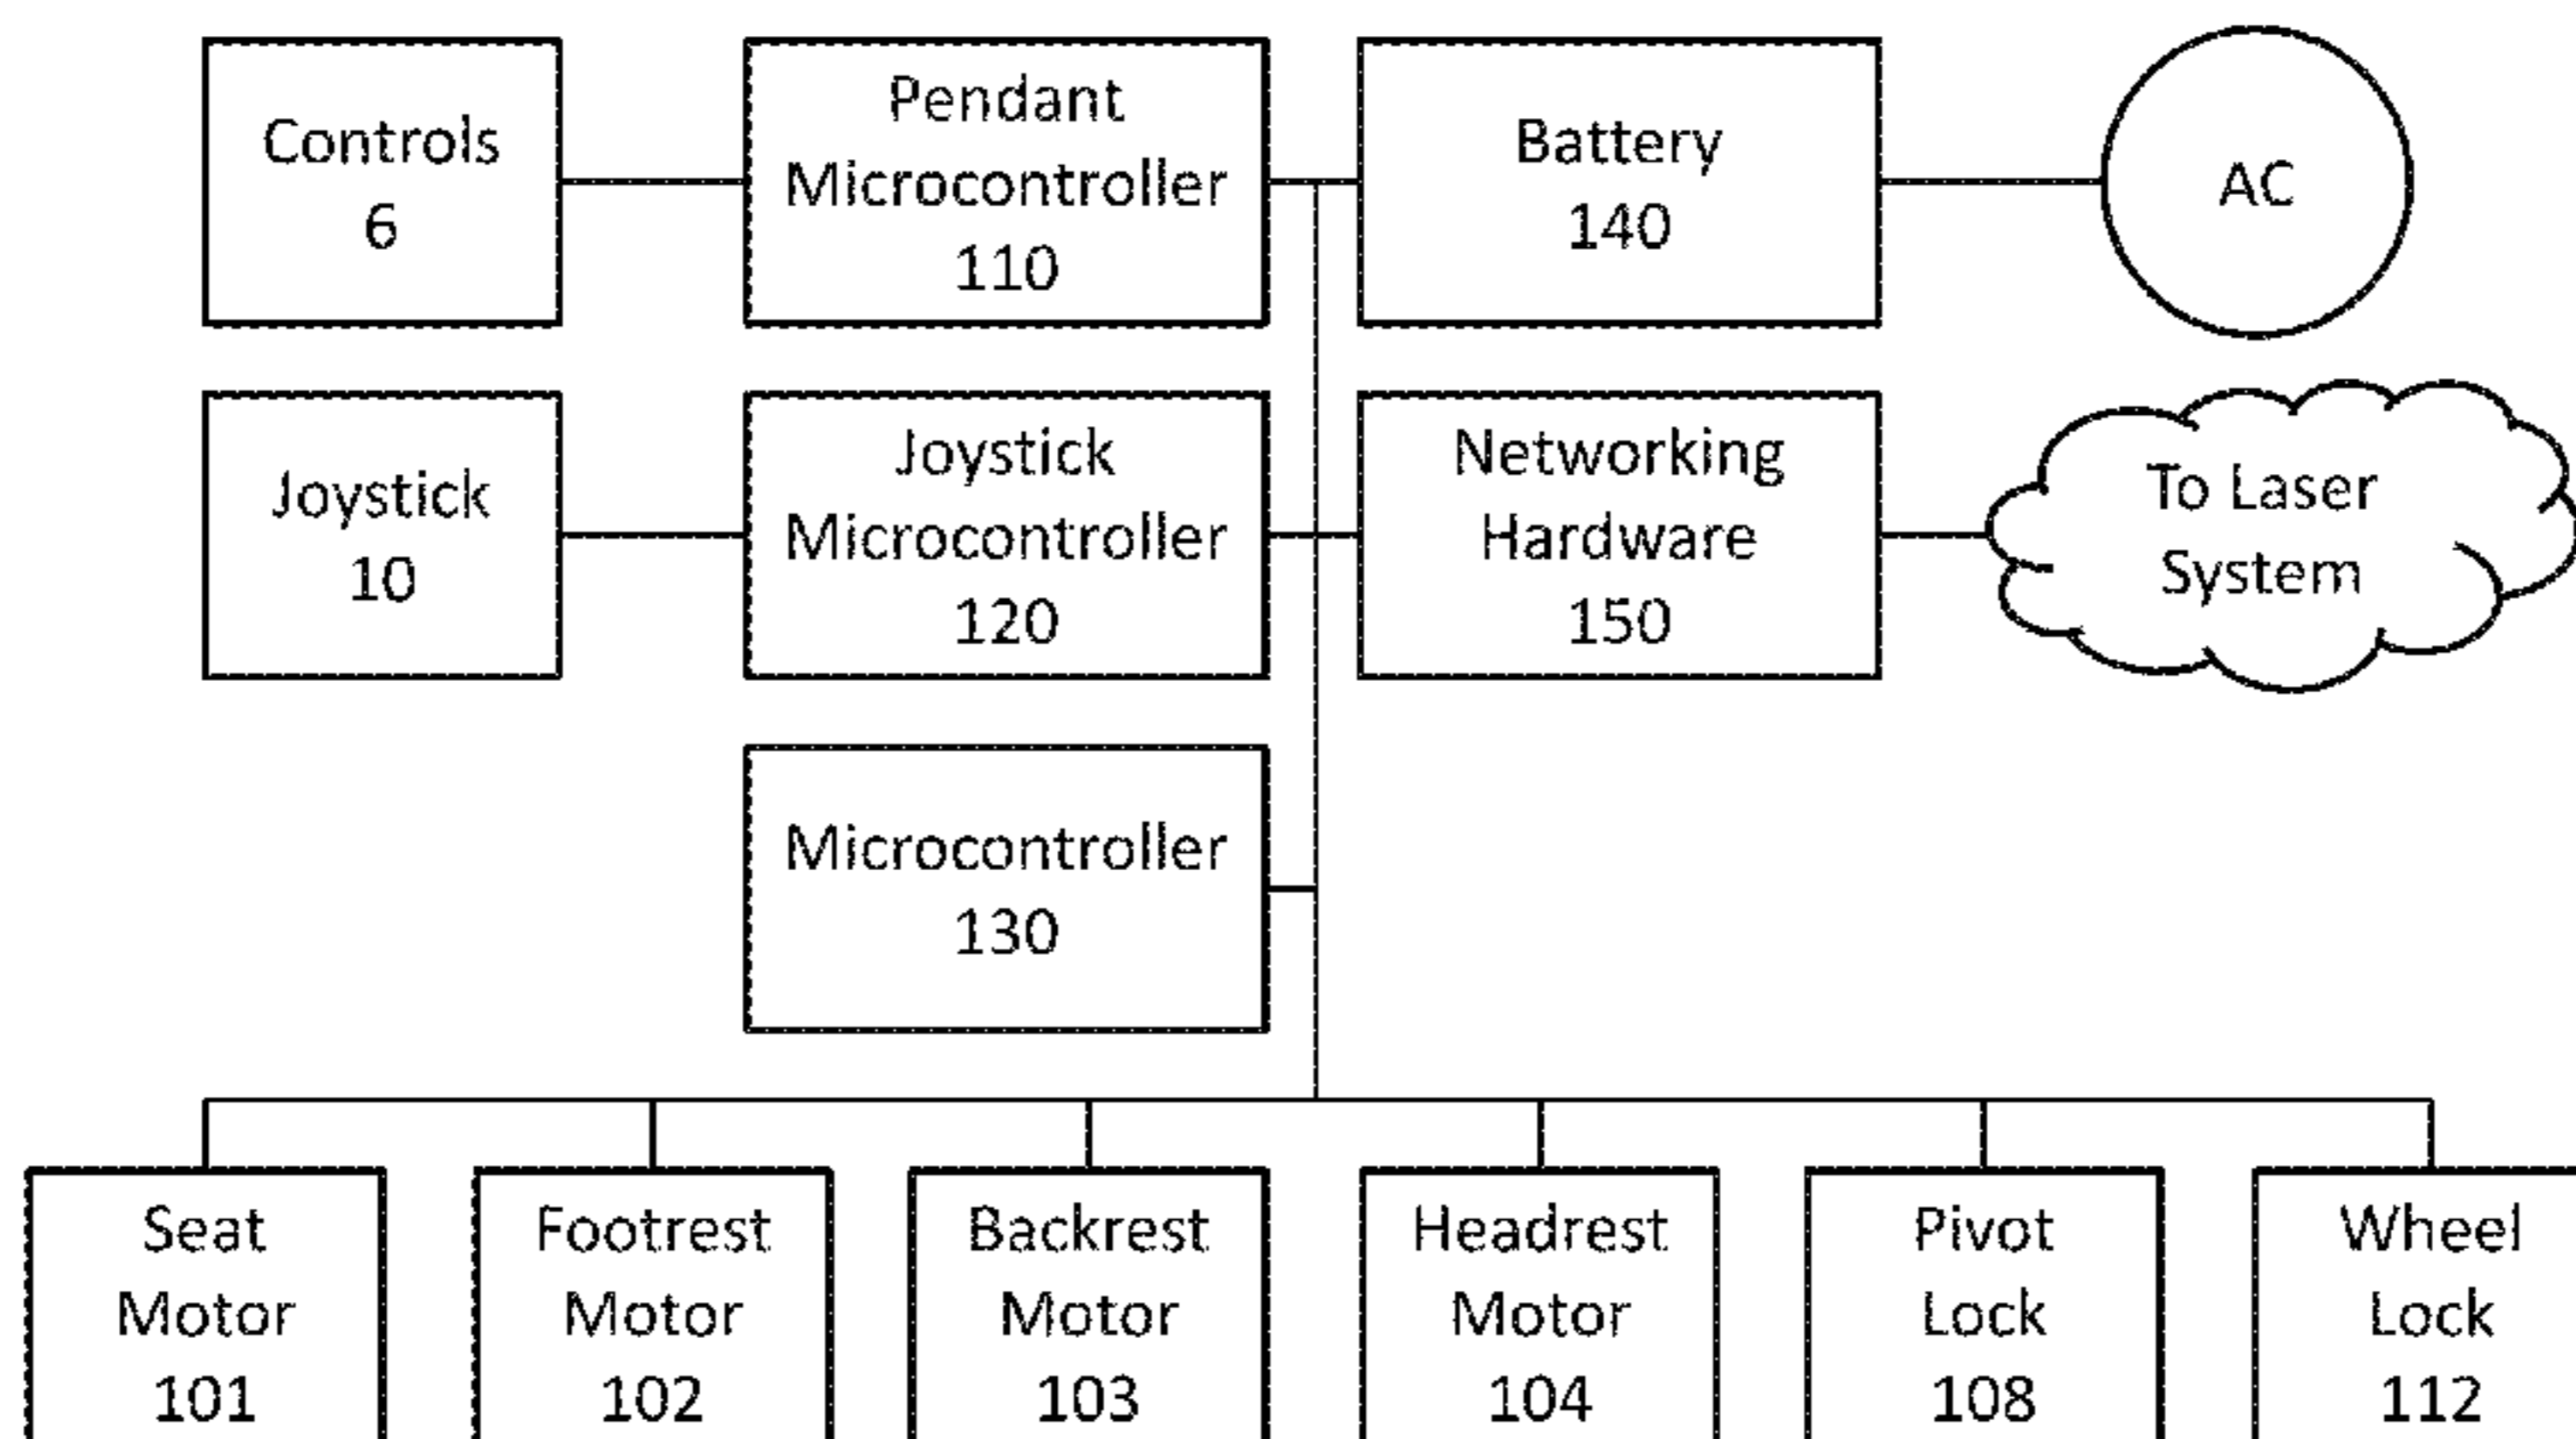 Controls
6
Pendant
Microcontroller
110
Battery
140
AC
Joystick
10
Joystick
Microcontroller
120
Networking
Hardware
150
To Laser
System
Microcontroller
130
Seat
Motor
101
Footrest
Motor
102
Backrest
Motor
103
Headrest
Motor
104
Pivot
Lock
108
Wheel
Lock
112